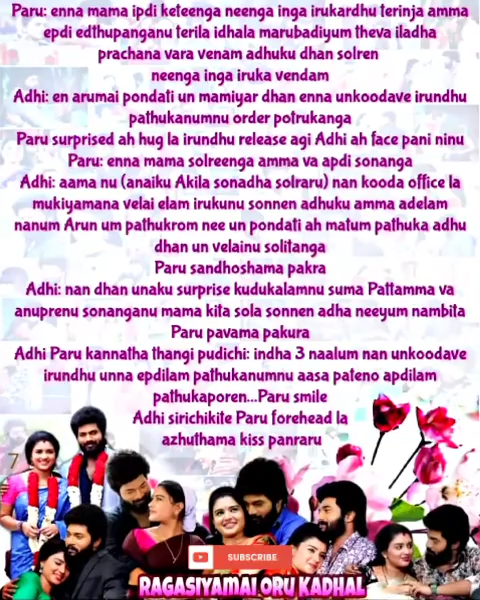 Paru: enna mama ipdi keteenga neenga inga irukardhu terinja amma
epdi edthupanganu terila idhala marubadiyum theva iladha
prachana vara venam adhuku dhan solren
neenga inga iruka vendam
Adhi: en arumai pondati un mamiyar dhan enna unkoodave irundhu
pathukanumnu order potrukanga
Paru surprised ah hug la irundhu release agi Adhi ah face pani ninu
Paru: enna mama solreenga amma va apdi sonanga
Adhi: aama nu (anaiku Akila sonadha solraru) nan kooda office la
mukiyamana velai elam irukunu sonnen adhuku amma adelam
nanum Arun um pathukrom nee un pondati ah matum pathuka adhu
dhan un velainu solitanga
Paru sandhoshama pakra
Adhi: nan dhan unaku surprise kudukalamnu suma Pattamma va
anuprenu sonanganu mama kita sola sonnen adha neeyum nambita
Paru pavama pakura
Adhi Paru kannatha thangi pudichi: indha 3 naalum nan unkoodave
irundhu unna epdilam pathukanumnu aasa pateno apdilam
pathukaporen...Paru smile
Adhi sirichikite Paru forehead la
azhuthama kiss panraru
7
SUBSCRIBE
RAGASIYAMAI ORU KADHAL